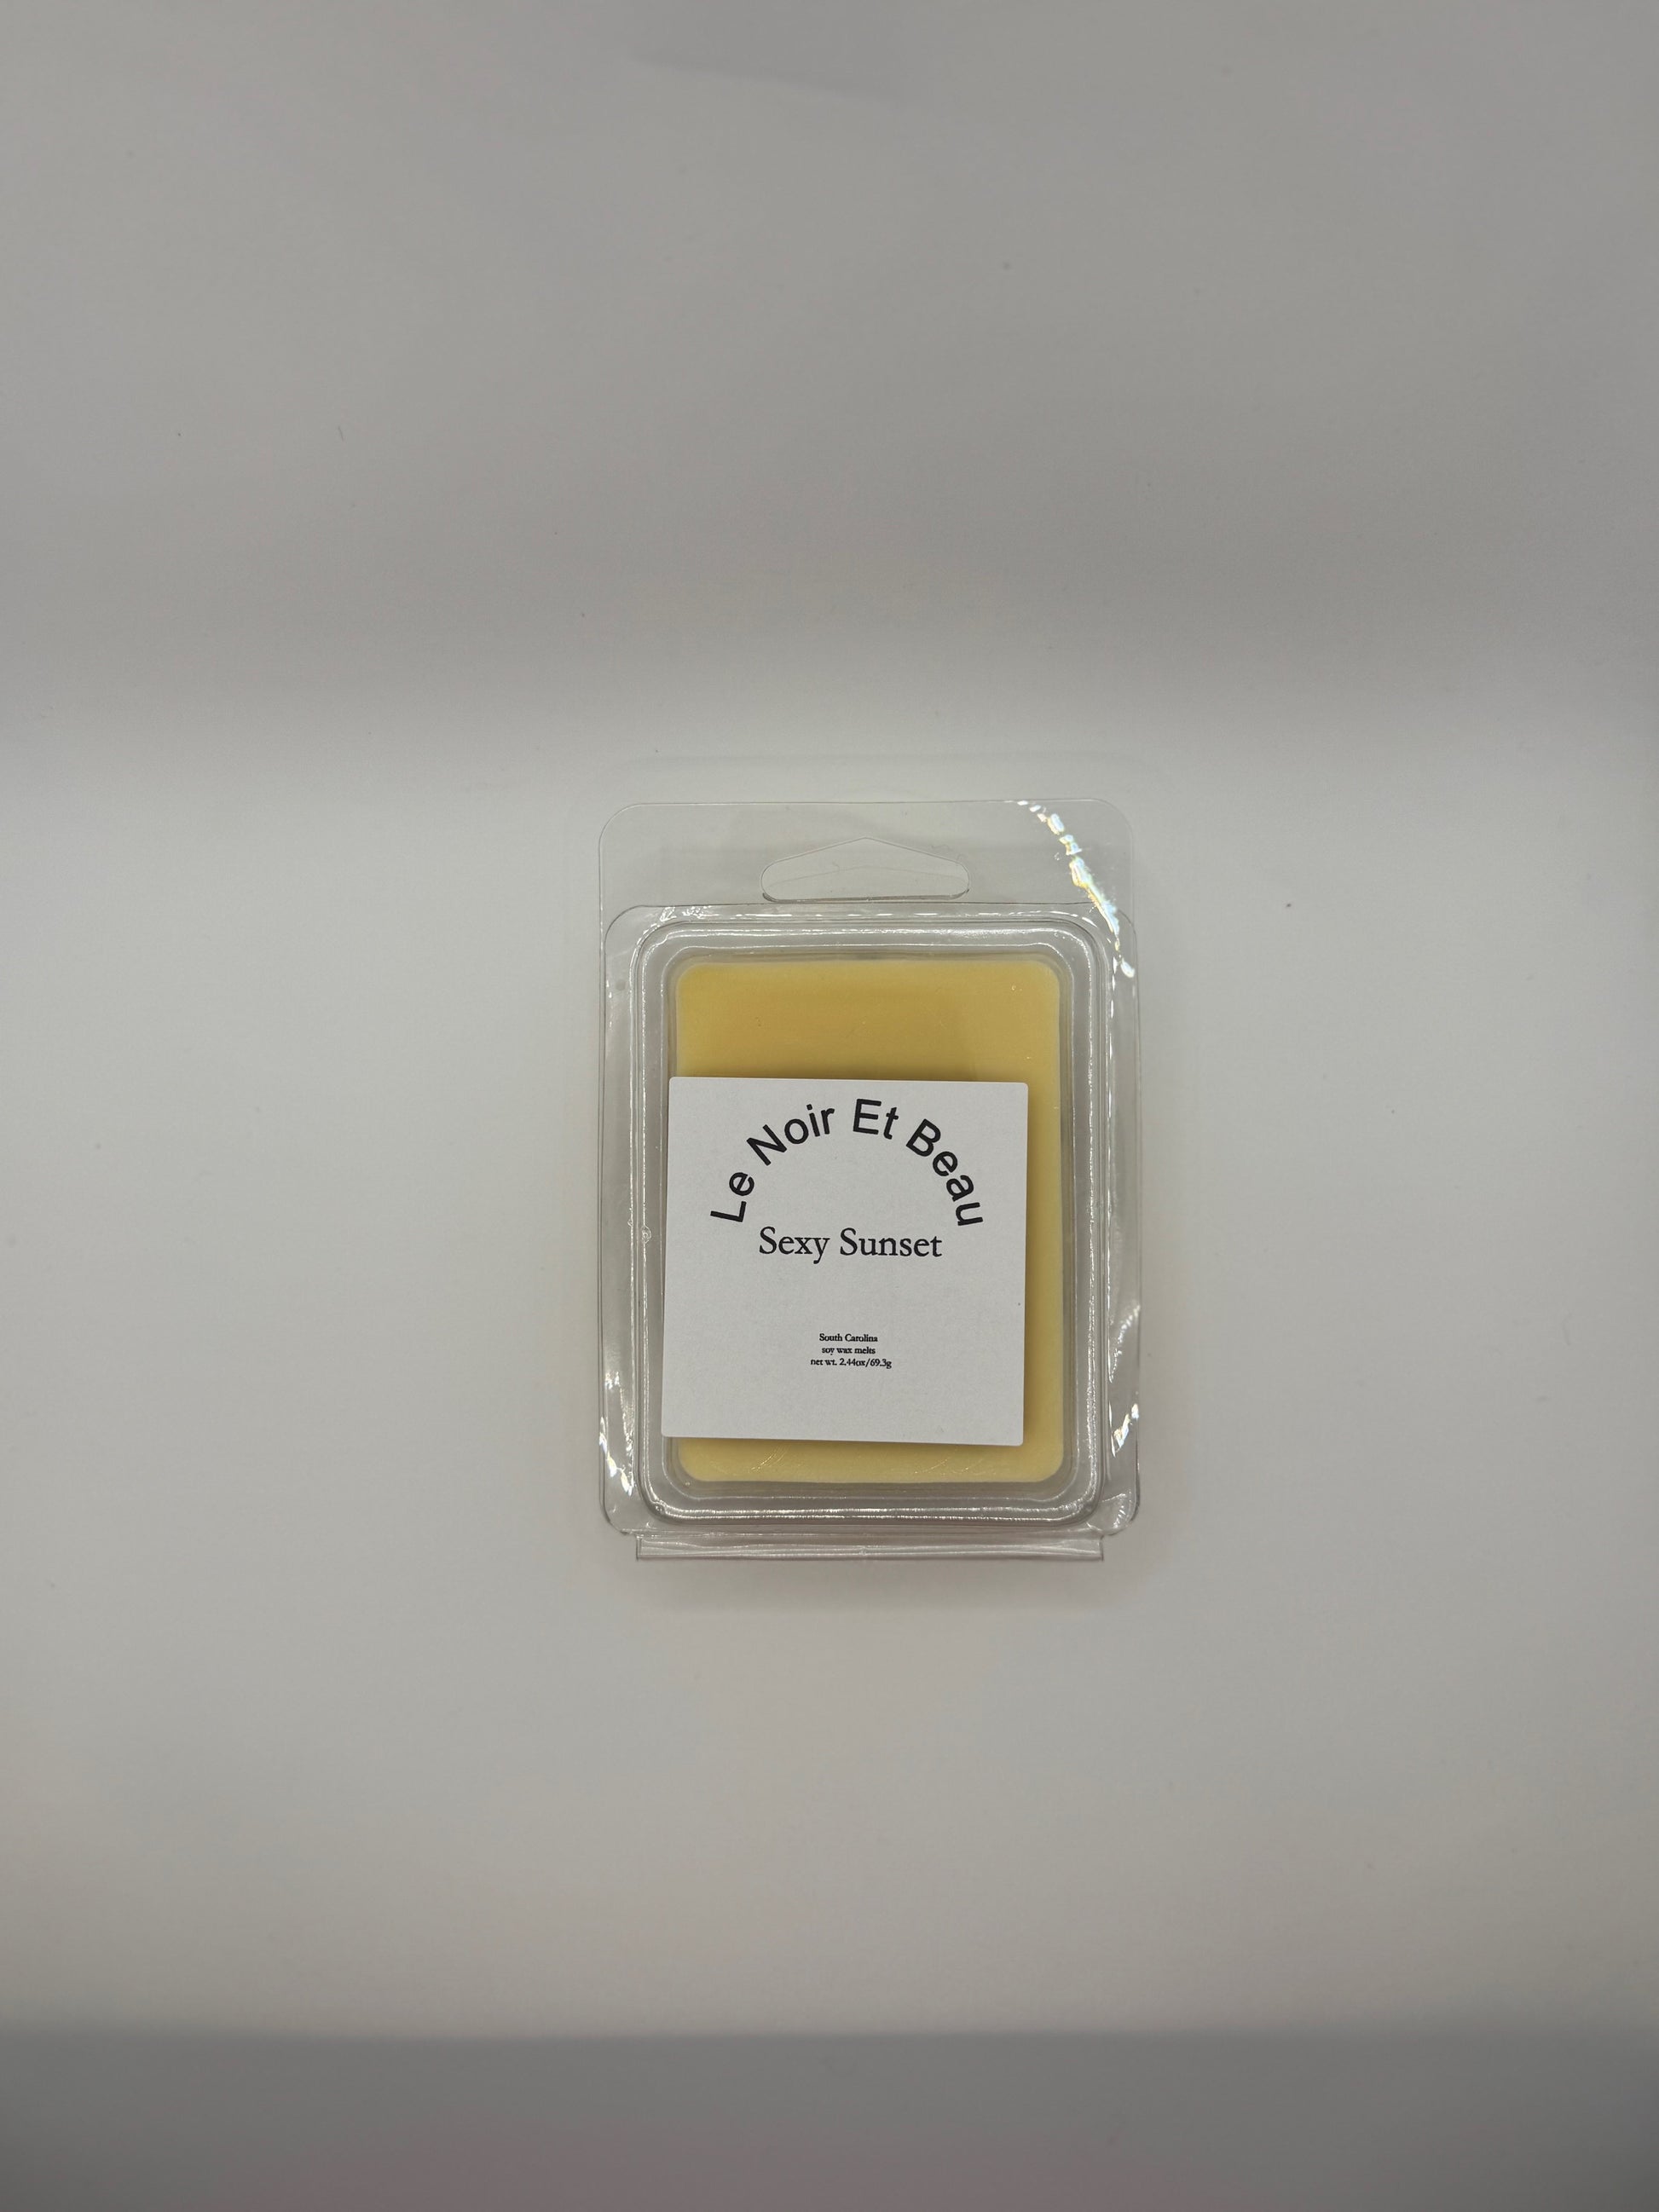 Le Noir Et Beau
Sexy Sunset
South Carolina
soy wax melts
net wt. 2.44oz/69.3g